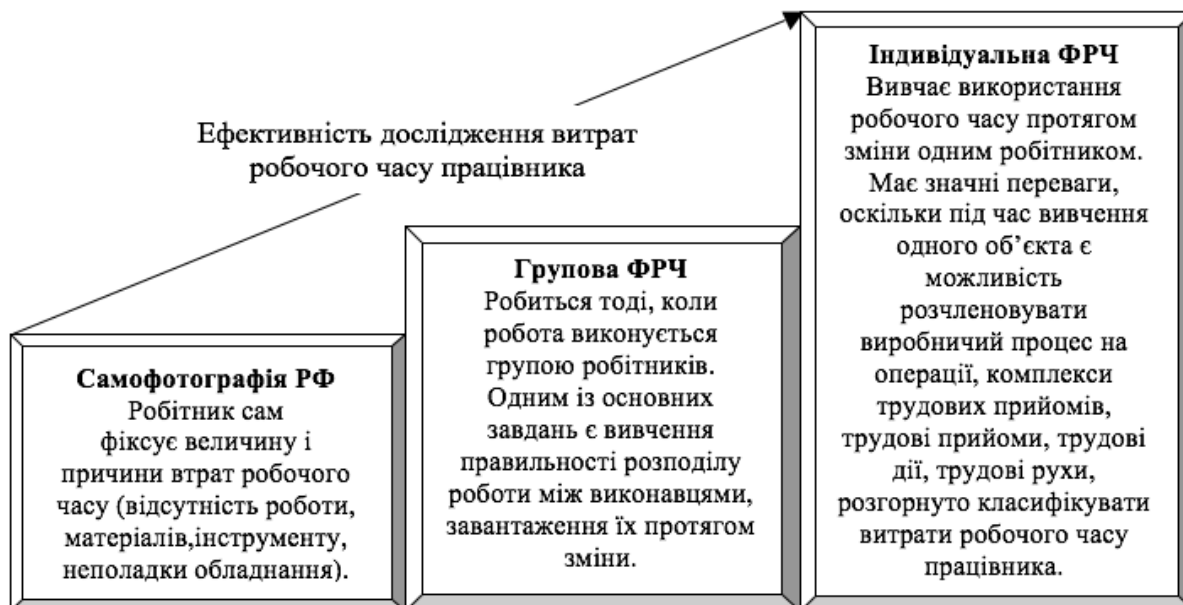 Ефективність дослідження витрат
робочого часу працівника
Самофотографія РФ
Робітник сам
фіксує величину і
причини втрат робочого
часу (відсутність роботи,
матеріалів,інструменту,
неполадки обладнання).
Групова ФРЧ
Робиться тоді, коли
робота виконується
групою робітників.
Одним із основних
завдань є вивчення
правильності розподілу
роботи між виконавцями,
завантаження їх протягом
зміни.
Індивідуальна ФРЧ
Вивчає використання
робочого часу протягом
зміни одним робітником.
Має значні переваги,
оскільки під час вивчення
одного об’єкта є
можливість
розчленовувати
виробничий процес на
операції, комплекси
трудових прийомів,
трудові прийоми, трудові
дії, трудові рухи,
розгорнуто класифікувати
витрати робочого часу
працівника.